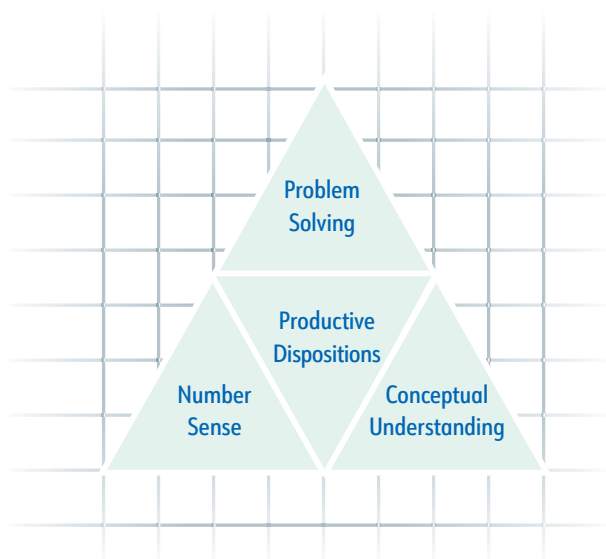 Problem
Solving
Productive
Dispositions
Number
Sense
Conceptual
Understanding